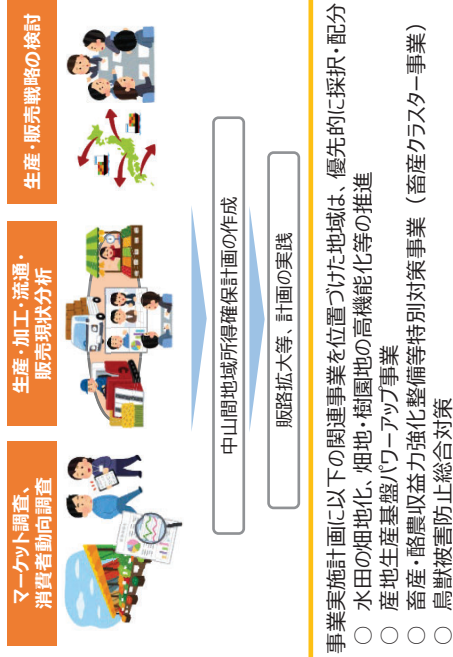 マーケット調査、
消費者動向調査
生産・加工・流通・
販売現状分析
生産・販売戦略の検討
中山間地域所得確保計画の作成
販路拡大等、計画の実践
事業実施計画に以下の関連事業を位置づけた地域は、優先的に採択・配分
○ 水田の畑地化、畑地・樹園地の高機能化等の推進
○ 産地生産基盤パワーアップ事業
○ 畜産・酪農収益力強化整備等特別対策事業（畜産クラスター事業）
○ 鳥獣被害防止総合対策